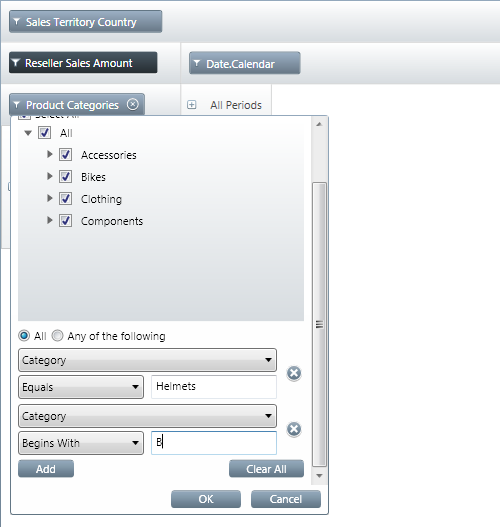 Sales Territory Country
Reseller Sales Amount
Date.Calendar
Product Categories
All Periods
Select All
All
Accessories
Bikes
Clothing
Components
All Any of the following
Category
Equals Helmets
Category
Begins With B
Add Clear All
OK Cancel